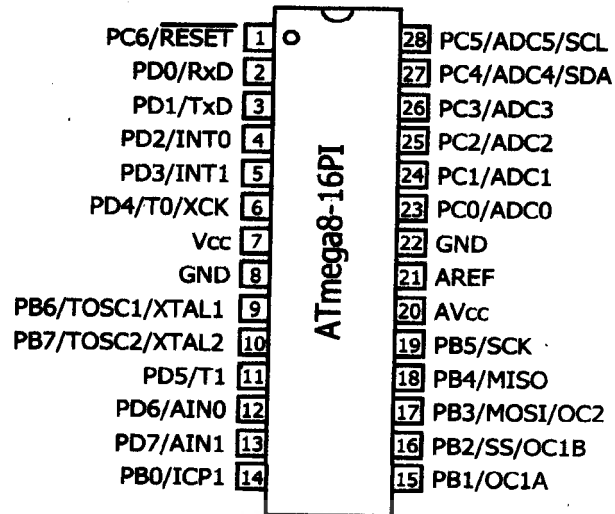 PC6/RESET 1
PD0/RxD 2
PD1/TxD 3
PD2/INT0 4
PD3/INT1 5
PD4/T0/XCK 6
Vcc 7
GND 8
PB6/TOSC1/XTAL1 9
PB7/TOSC2/XTAL2 10
PD5/T1 11
PD6/AIN0 12
PD7/AIN1 13
PB0/ICP1 14
ATmega8-16PI
28 PC5/ADC5/SCL
27 PC4/ADC4/SDA
26 PC3/ADC3
25 PC2/ADC2
24 PC1/ADC1
23 PC0/ADC0
22 GND
21 AREF
20 AVcc
19 PB5/SCK
18 PB4/MISO
17 PB3/MOSI/OC2
16 PB2/SS/OC1B
15 PB1/OC1A